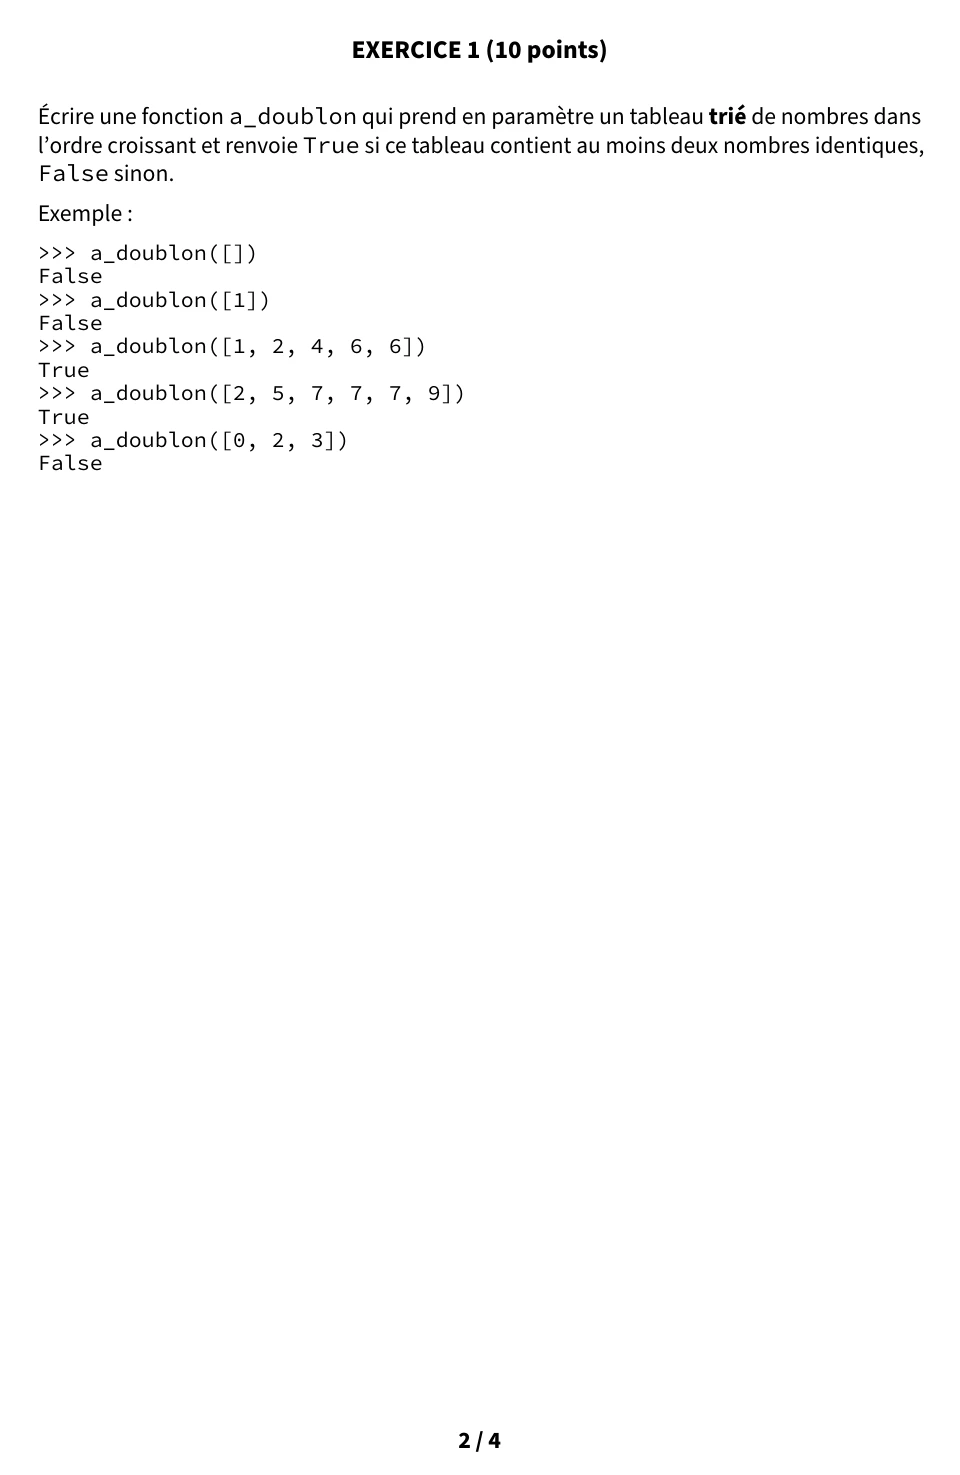 EXERCICE 1 (10 points)
Écrire une fonction a_doublon qui prend en paramètre un tableau trié de nombres dans
l’ordre croissant et renvoie True si ce tableau contient au moins deux nombres identiques,
False sinon.
Exemple :
>>> a_doublon([])
False
>>> a_doublon([1])
False
>>> a_doublon([1, 2, 4, 6, 6])
True
>>> a_doublon([2, 5, 7, 7, 7, 9])
True
>>> a_doublon([0, 2, 3])
False
2 / 4